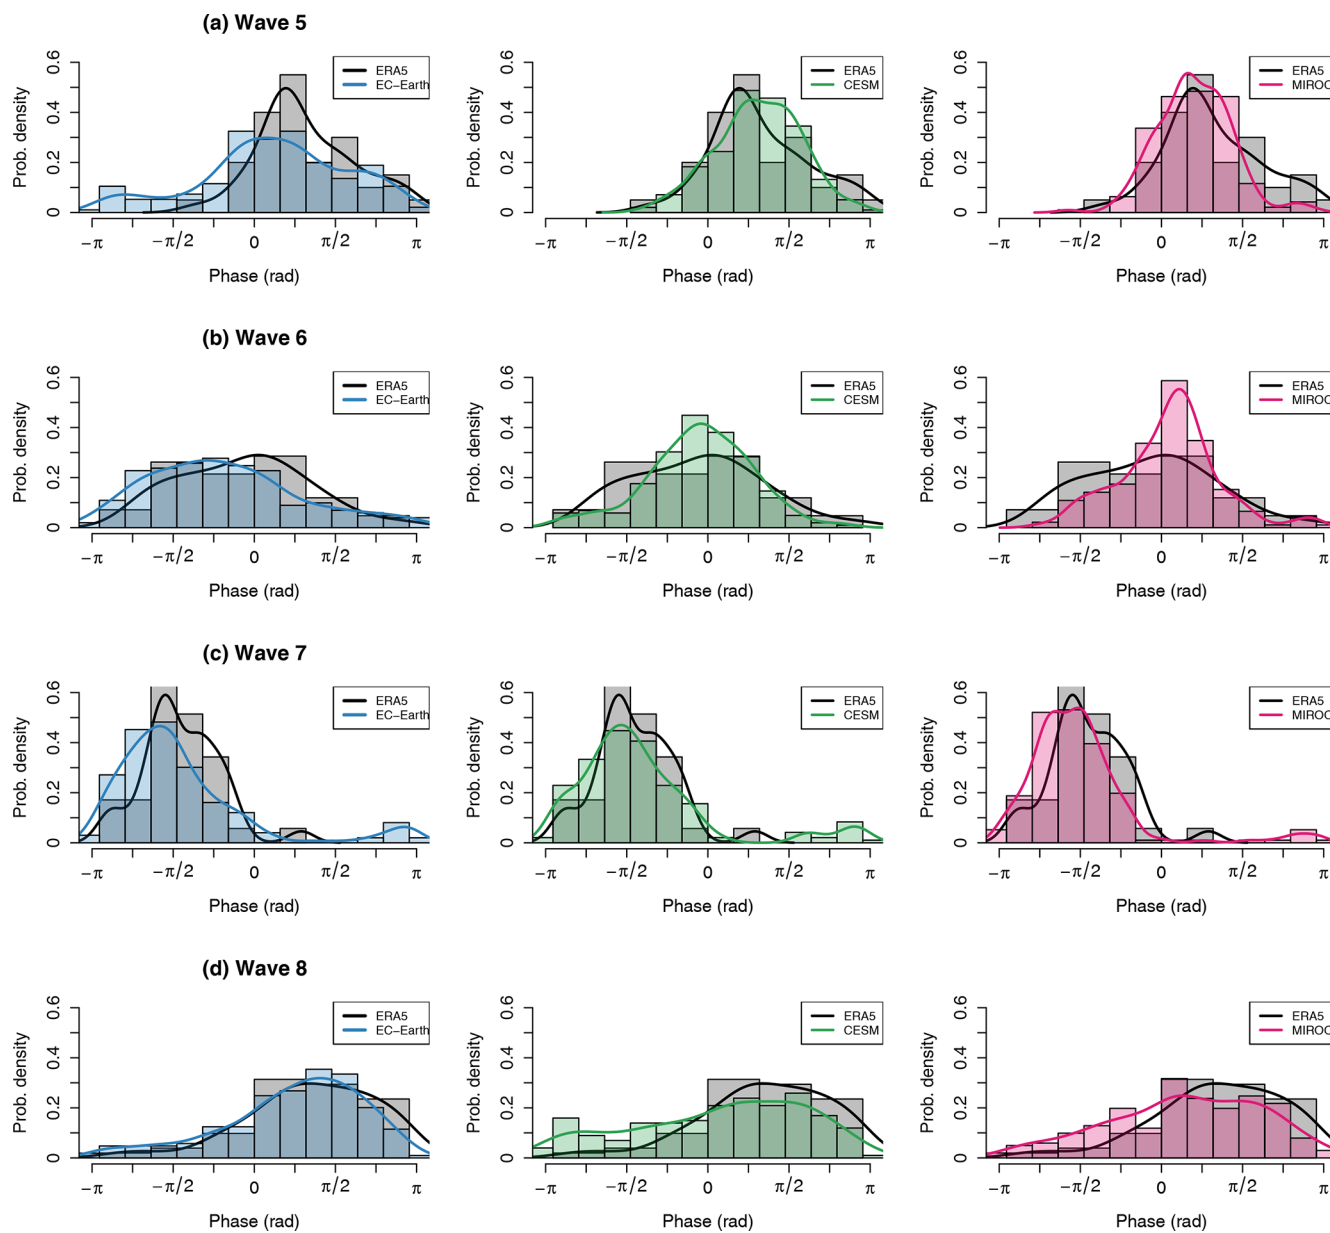 (a) Wave 5
Prob. density
0 0.2 0.4 0.6
−π −π/2 0 π/2 π
Phase (rad)
ERA5
EC−Earth
Prob. density
0 0.2 0.4 0.6
−π −π/2 0 π/2 π
Phase (rad)
ERA5
CESM
Prob. density
0 0.2 0.4 0.6
−π −π/2 0 π/2 π
Phase (rad)
ERA5
MIROC
(b) Wave 6
Prob. density
0 0.2 0.4 0.6
−π −π/2 0 π/2 π
Phase (rad)
ERA5
EC−Earth
Prob. density
0 0.2 0.4 0.6
−π −π/2 0 π/2 π
Phase (rad)
ERA5
CESM
Prob. density
0 0.2 0.4 0.6
−π −π/2 0 π/2 π
Phase (rad)
ERA5
MIROC
(c) Wave 7
Prob. density
0 0.2 0.4 0.6
−π −π/2 0 π/2 π
Phase (rad)
ERA5
EC−Earth
Prob. density
0 0.2 0.4 0.6
−π −π/2 0 π/2 π
Phase (rad)
ERA5
CESM
Prob. density
0 0.2 0.4 0.6
−π −π/2 0 π/2 π
Phase (rad)
ERA5
MIROC
(d) Wave 8
Prob. density
0 0.2 0.4 0.6
−π −π/2 0 π/2 π
Phase (rad)
ERA5
EC−Earth
Prob. density
0 0.2 0.4 0.6
−π −π/2 0 π/2 π
Phase (rad)
ERA5
CESM
Prob. density
0 0.2 0.4 0.6
−π −π/2 0 π/2 π
Phase (rad)
ERA5
MIROC